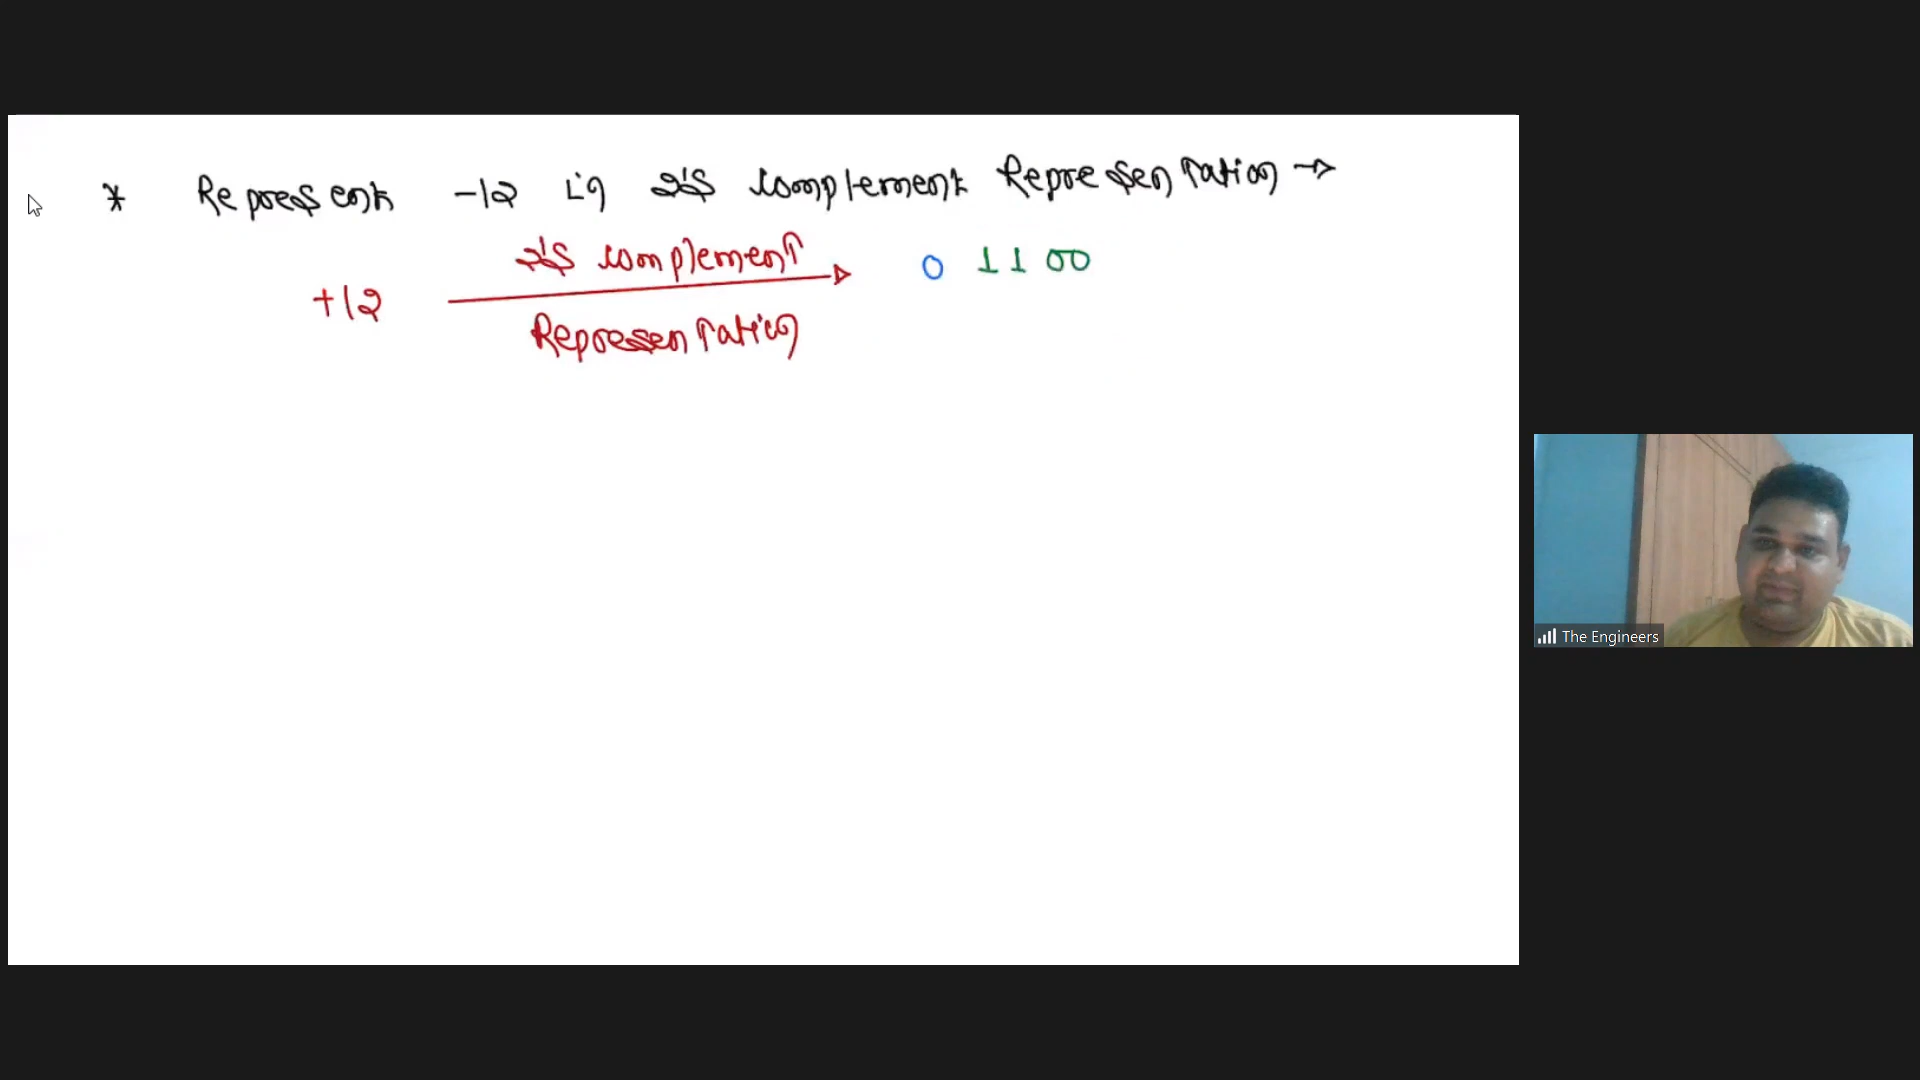 * Represent -12 in 2's complement Representation →
2's complement
+12 0 1100
Representation
The Engineers